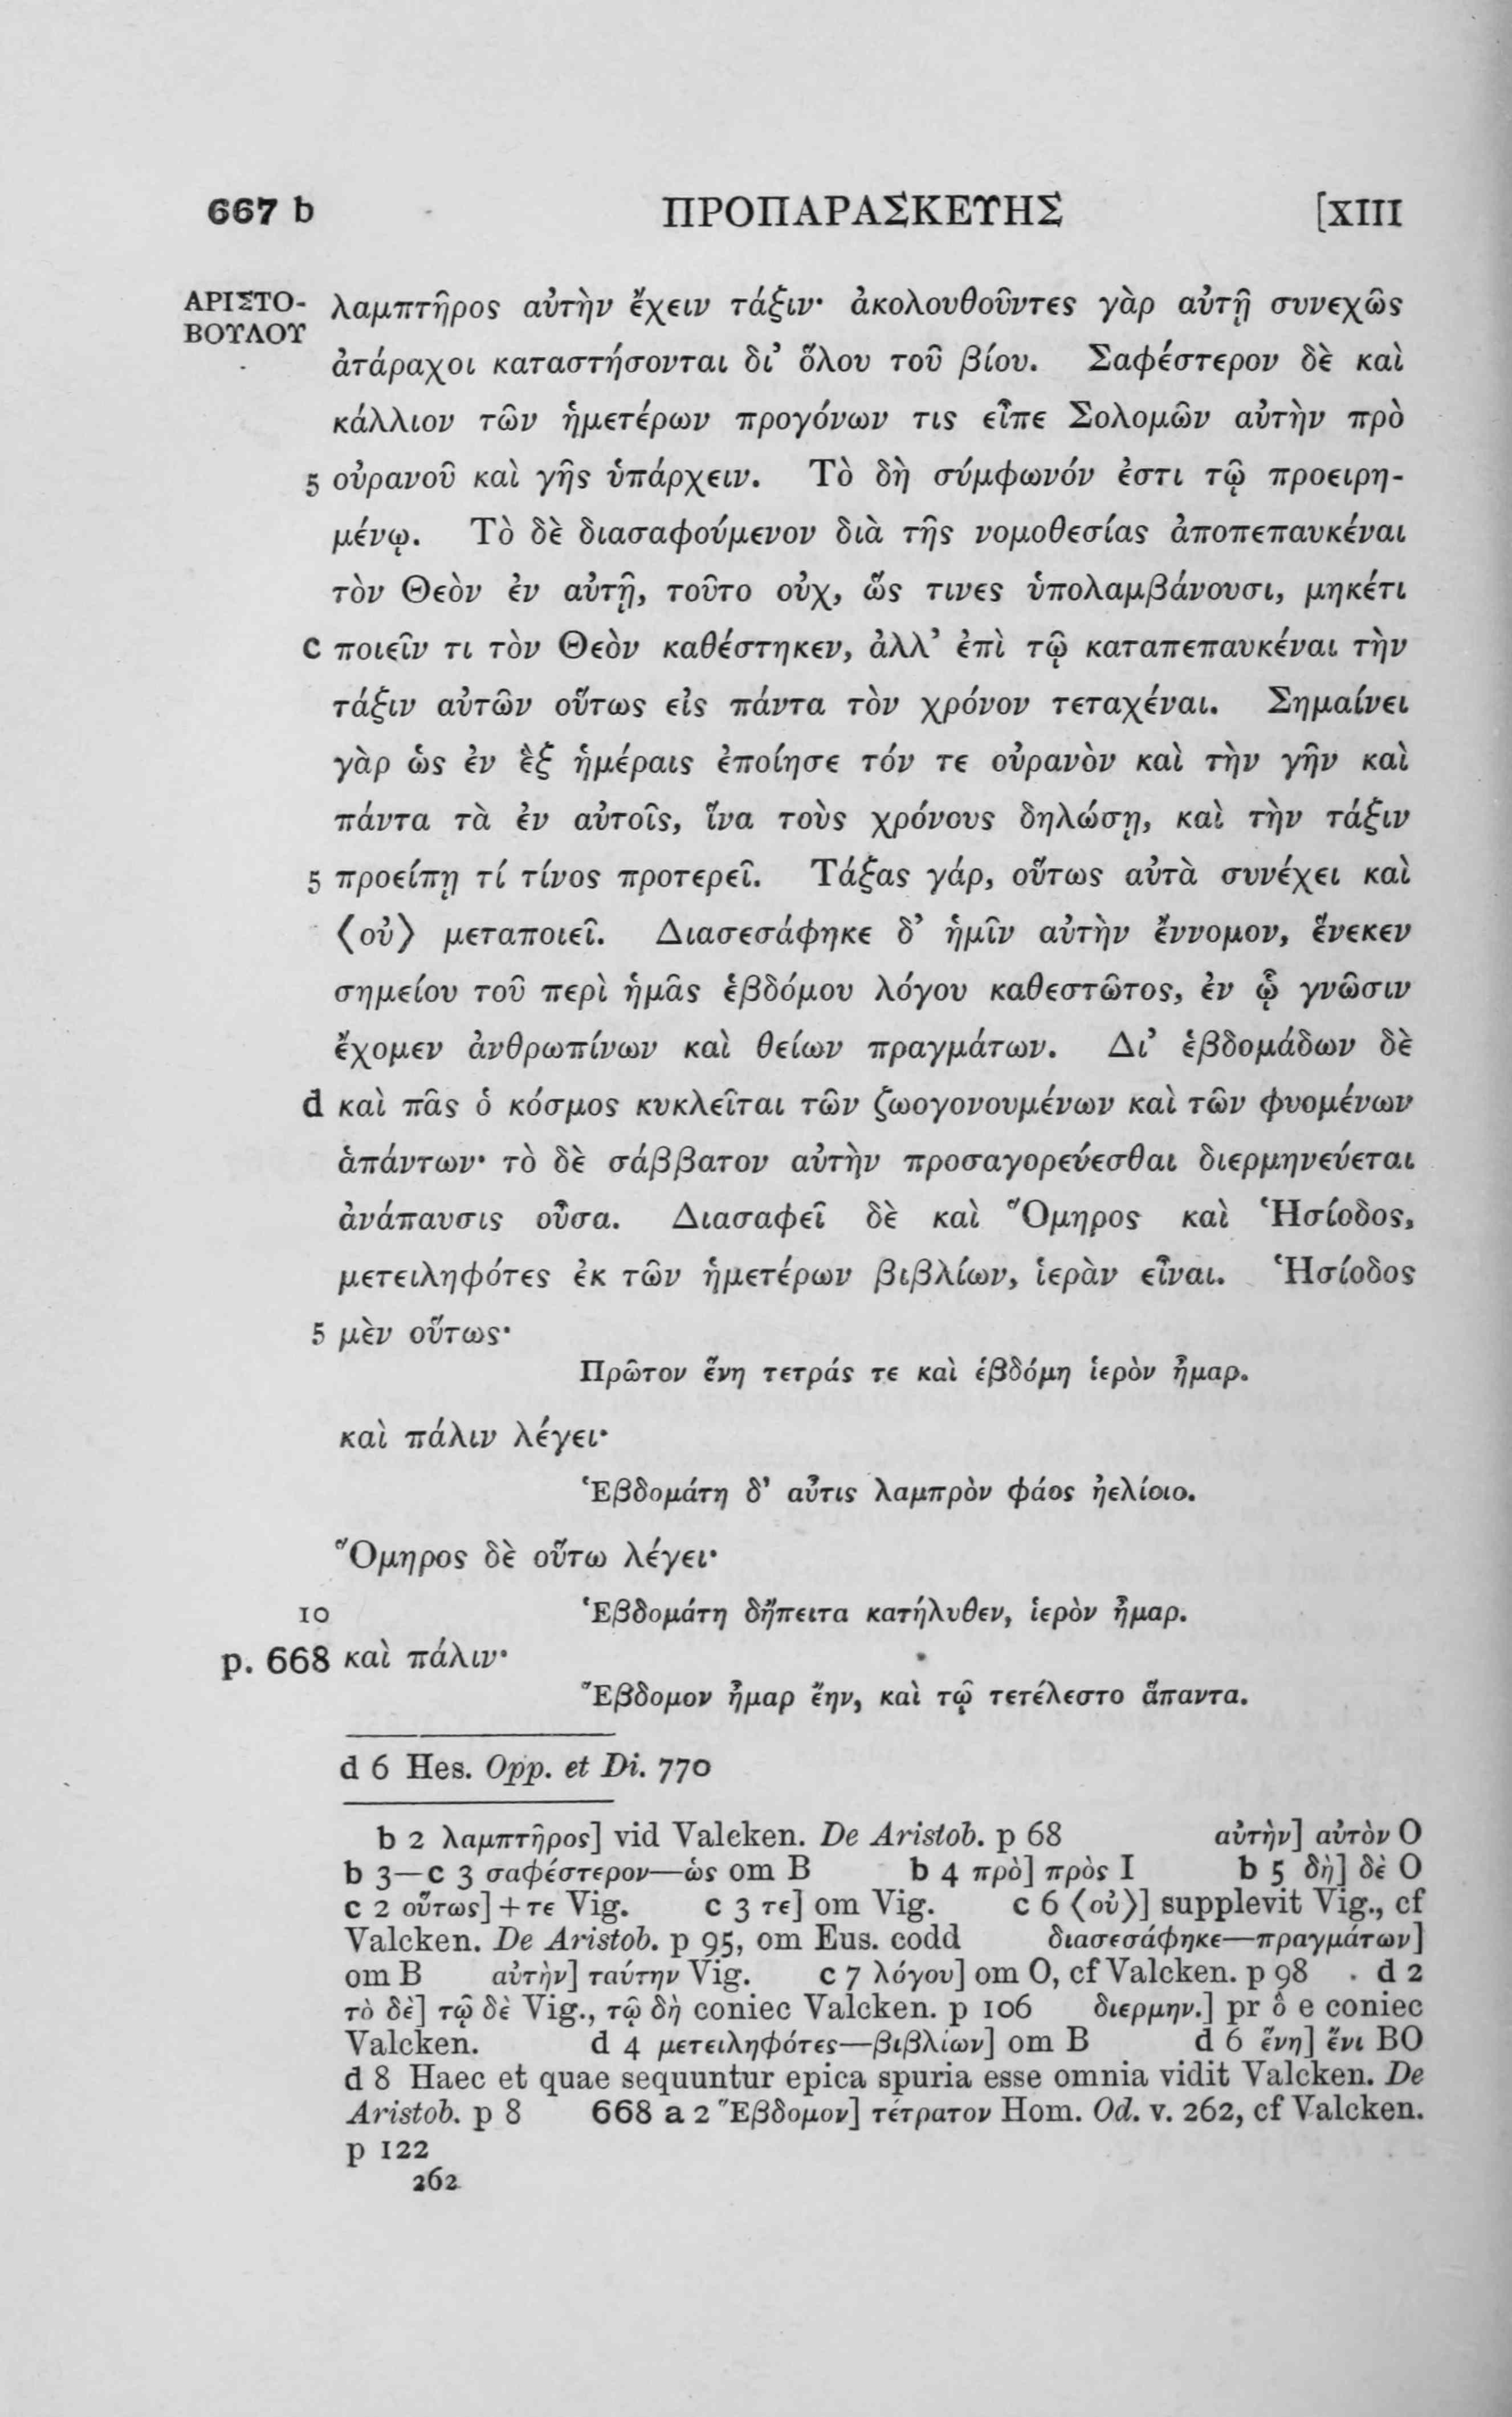 667 b ΠΡΟΠΑΡΑΣΚΕΥΗΣ [XIII
ΑΡΙΣΤΟ- λαμπτῆρος αὐτὴν ἔχειν τάξιν· ἀκολουθοῦντες γὰρ αὐτῇ συνεχῶς
ΒΟΥΛΟΥ
ἀτάραχοι καταστήσονται δι’ ὅλου τοῦ βίου. Σαφέστερον δὲ καὶ
κάλλιον τῶν ἡμετέρων προγόνων τις εἶπε Σολομῶν αὐτὴν πρὸ
5 οὐρανοῦ καὶ γῆς ὑπάρχειν. Τὸ δὴ σύμφωνόν ἐστι τῷ προειρη-
μένῳ. Τὸ δὲ διασαφούμενον διὰ τῆς νομοθεσίας ἀποπεπαυκέναι
τὸν Θεὸν ἐν αὐτῇ, τοῦτο οὐχ, ὥς τινες ὑπολαμβάνουσι, μηκέτι
c ποιεῖν τι τὸν Θεὸν καθέστηκεν, ἀλλ’ ἐπὶ τῷ καταπεπαυκέναι τὴν
τάξιν αὐτῶν οὕτως εἰς πάντα τὸν χρόνον τεταχέναι. Σημαίνει
γὰρ ὡς ἐν ἓξ ἡμέραις ἐποίησε τόν τε οὐρανὸν καὶ τὴν γῆν καὶ
πάντα τὰ ἐν αὐτοῖς, ἵνα τοὺς χρόνους δηλώσῃ, καὶ τὴν τάξιν
5 προείπῃ τί τίνος προτερεῖ. Τάξας γάρ, οὕτως αὐτὰ συνέχει καὶ
⟨οὐ⟩ μεταποιεῖ. Διασεσάφηκε δ’ ἡμῖν αὐτὴν ἔννομον, ἕνεκεν
σημείου τοῦ περὶ ἡμᾶς ἑβδόμου λόγου καθεστῶτος, ἐν ᾧ γνῶσιν
ἔχομεν ἀνθρωπίνων καὶ θείων πραγμάτων. Δι’ ἑβδομάδων δὲ
d καὶ πᾶς ὁ κόσμος κυκλεῖται τῶν ζωογονουμένων καὶ τῶν φυομένων
ἁπάντων· τὸ δὲ σάββατον αὐτὴν προσαγορεύεσθαι διερμηνεύεται
ἀνάπαυσις οὖσα. Διασαφεῖ δὲ καὶ Ὅμηρος καὶ Ἡσίοδος,
μετειληφότες ἐκ τῶν ἡμετέρων βιβλίων, ἱερὰν εἶναι. Ἡσίοδος
5 μὲν οὕτως·
Πρῶτον ἕνη τετράς τε καὶ ἑβδόμη ἱερὸν ἦμαρ.
καὶ πάλιν λέγει·
Ἑβδομάτη δ’ αὖτις λαμπρὸν φάος ἠελίοιο.
Ὅμηρος δὲ οὕτω λέγει·
10 Ἑβδομάτη δἤπειτα κατήλυθεν, ἱερὸν ἦμαρ.
p. 668 καὶ πάλιν·
Ἕβδομον ἦμαρ ἔην, καὶ τῷ τετέλεστο ἅπαντα.
d 6 Hes. Opp. et Di. 770
b 2 λαμπτῆρος] vid Valcken. De Aristob. p 68 αὐτὴν] αὐτὸν O
b 3—c 3 σαφέστερον—ὡς om B b 4 πρὸ] πρὸς I b 5 δὴ] δὲ O
c 2 οὕτως]+τε Vig. c 3 τε] om Vig. c 6 ⟨οὐ⟩] supplevit Vig., cf
Valcken. De Aristob. p 95, om Eus. codd διασεσάφηκε—πραγμάτων]
om B αὐτὴν] ταύτην Vig. c 7 λόγου] om O, cf Valcken. p 98 d 2
τὸ δὲ] τῷ δὲ Vig., τῷ δὴ coniec Valcken. p 106 διερμην.] pr ὃ e coniec
Valcken. d 4 μετειληφότες—βιβλίων] om B d 6 ἕνη] ἔνι BO
d 8 Haec et quae sequuntur epica spuria esse omnia vidit Valcken. De
Aristob. p 8 668 a 2 Ἕβδομον] τέτρατον Hom. Od. v. 262, cf Valcken.
p 122
262